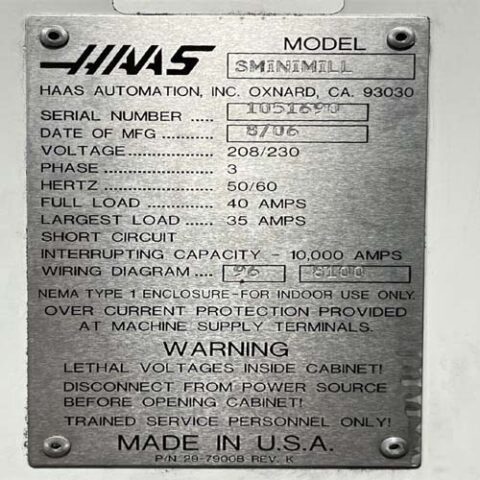 HAAS
MODEL
SMINIMILL
HAAS AUTOMATION, INC. OXNARD, CA. 93030
SERIAL NUMBER ..... 1051690
DATE OF MFG ......... 8/06
VOLTAGE................. 208/230
PHASE .................... 3
HERTZ .................... 50/60
FULL LOAD ............. 40 AMPS
LARGEST LOAD ...... 35 AMPS
SHORT CIRCUIT
INTERRUPTING CAPACITY - 10,000 AMPS
WIRING DIAGRAM .... 96 8100
NEMA TYPE 1 ENCLOSURE-FOR INDOOR USE ONLY
OVER CURRENT PROTECTION PROVIDED
AT MACHINE SUPPLY TERMINALS.
WARNING
LETHAL VOLTAGES INSIDE CABINET!
DISCONNECT FROM POWER SOURCE
BEFORE OPENING CABINET!
TRAINED SERVICE PERSONNEL ONLY!
MADE IN U.S.A.
P/N 29-7900B REV. K